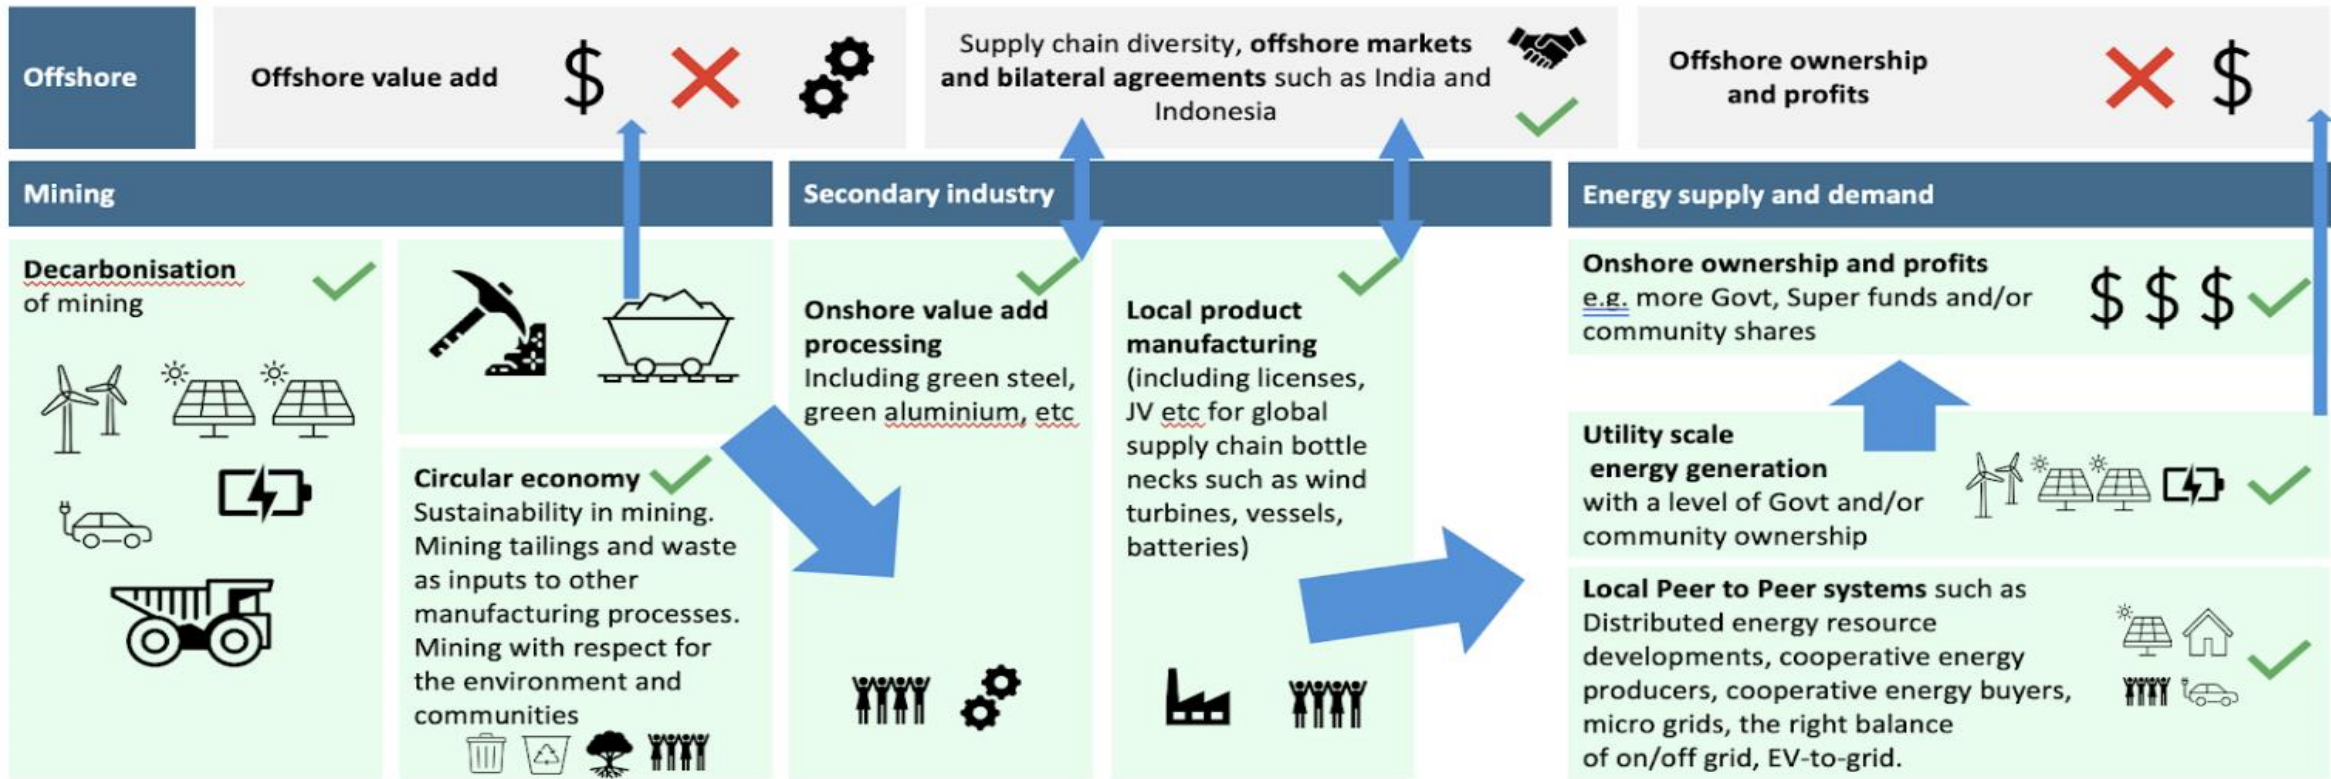 Offshore
Offshore value add
$
Supply chain diversity, offshore markets
and bilateral agreements such as India and
Indonesia
Offshore ownership
and profits
$
Mining
Secondary industry
Energy supply and demand
Decarbonisation
of mining
Circular economy
Sustainability in mining.
Mining tailings and waste
as inputs to other
manufacturing processes.
Mining with respect for
the environment and
communities
Onshore value add
processing
Including green steel,
green aluminium, etc
Local product
manufacturing
(including licenses,
JV etc for global
supply chain bottle
necks such as wind
turbines, vessels,
batteries)
Onshore ownership and profits
e.g. more Govt, Super funds and/or
community shares
$ $ $
Utility scale
energy generation
with a level of Govt and/or
community ownership
Local Peer to Peer systems such as
Distributed energy resource
developments, cooperative energy
producers, cooperative energy buyers,
micro grids, the right balance
of on/off grid, EV-to-grid.